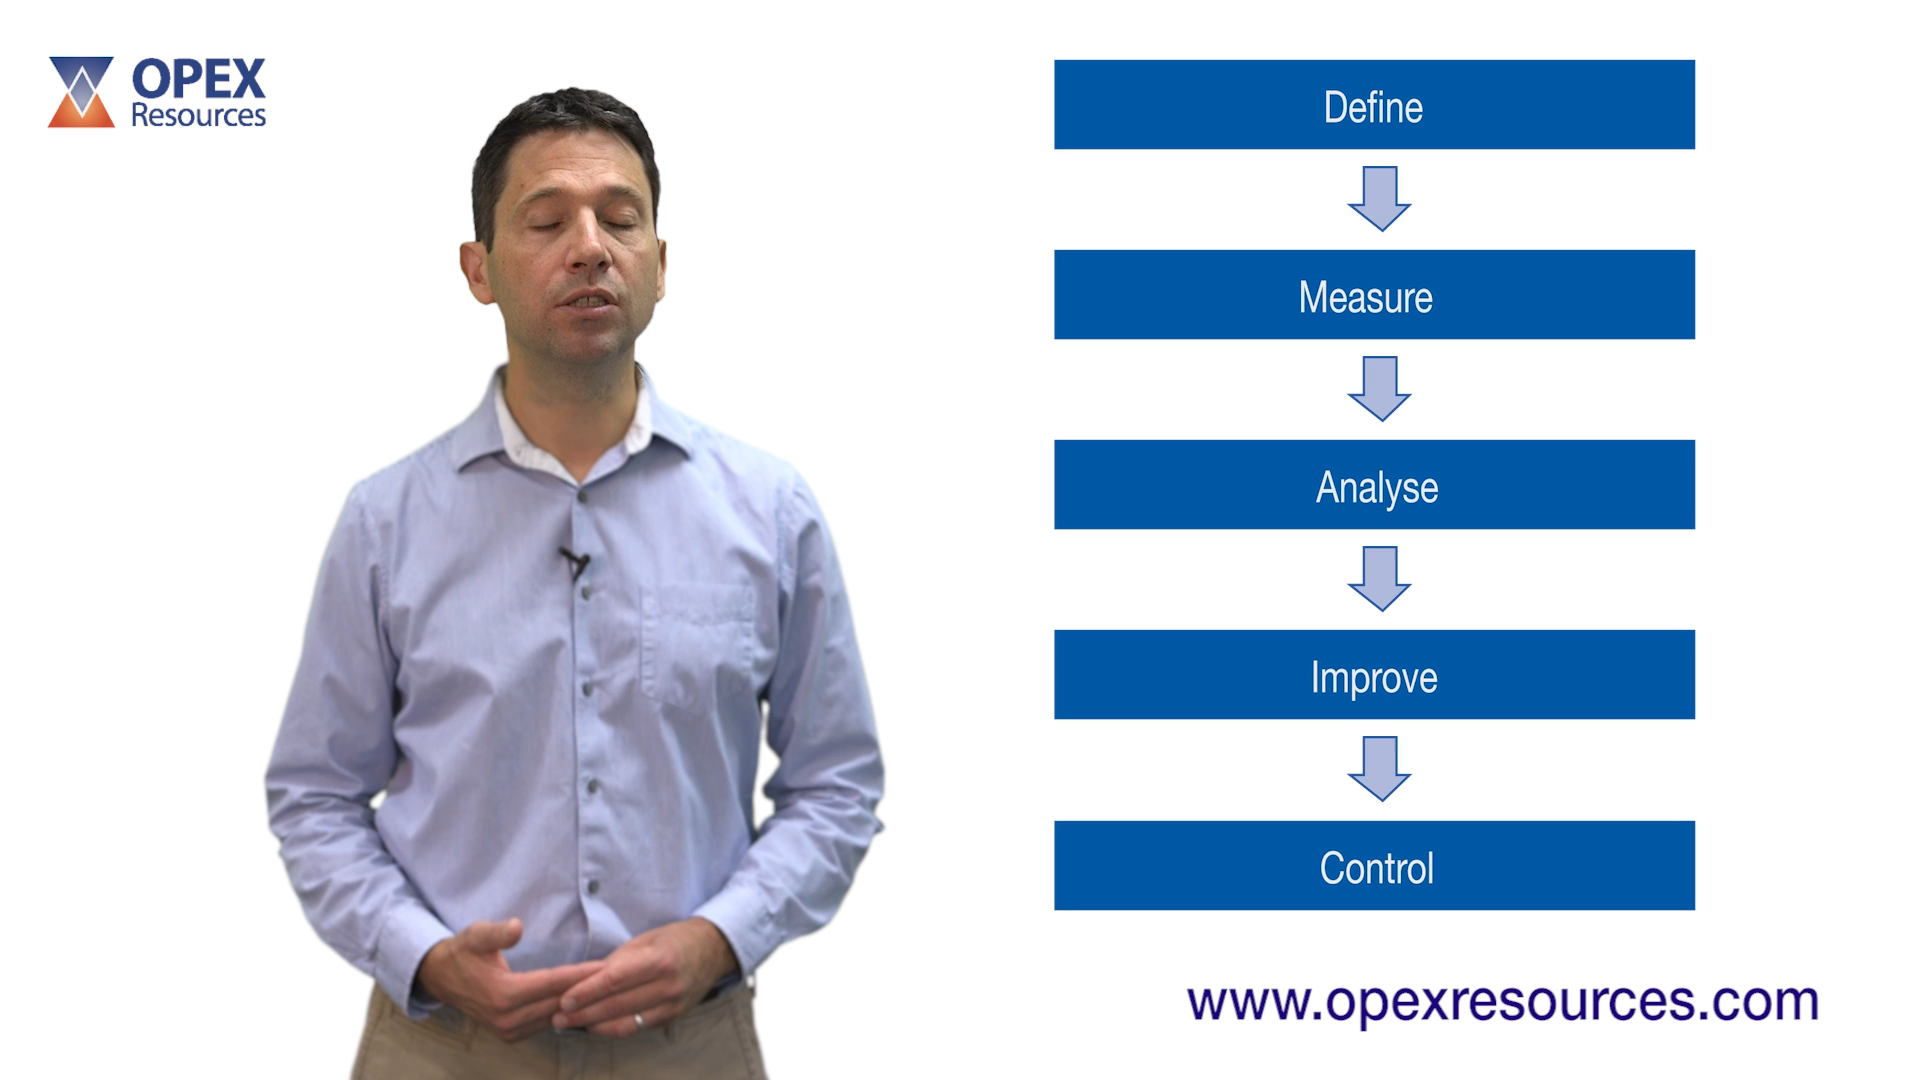 OPEX
Resources
Define
Measure
Analyse
Improve
Control
www.opexresources.com